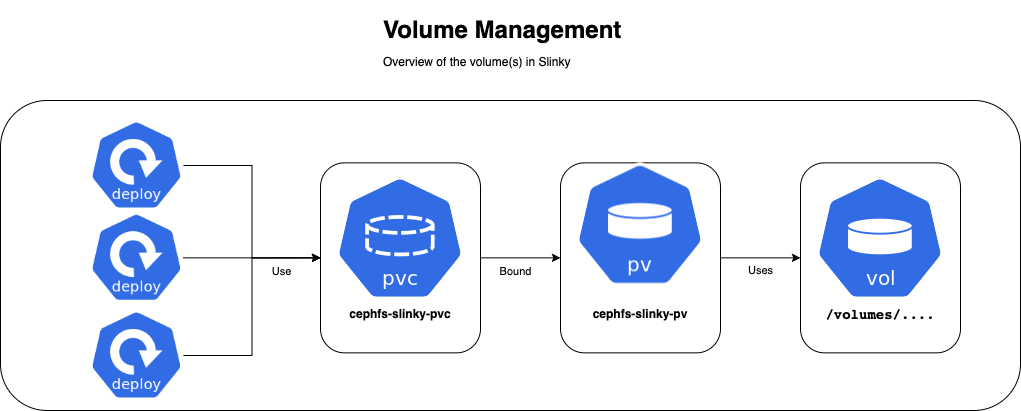 Volume Management
Overview of the volume(s) in Slinky
deploy
deploy
deploy
Use
pvc
cephfs-slinky-pvc
Bound
pv
cephfs-slinky-pv
Uses
vol
/volumes/....